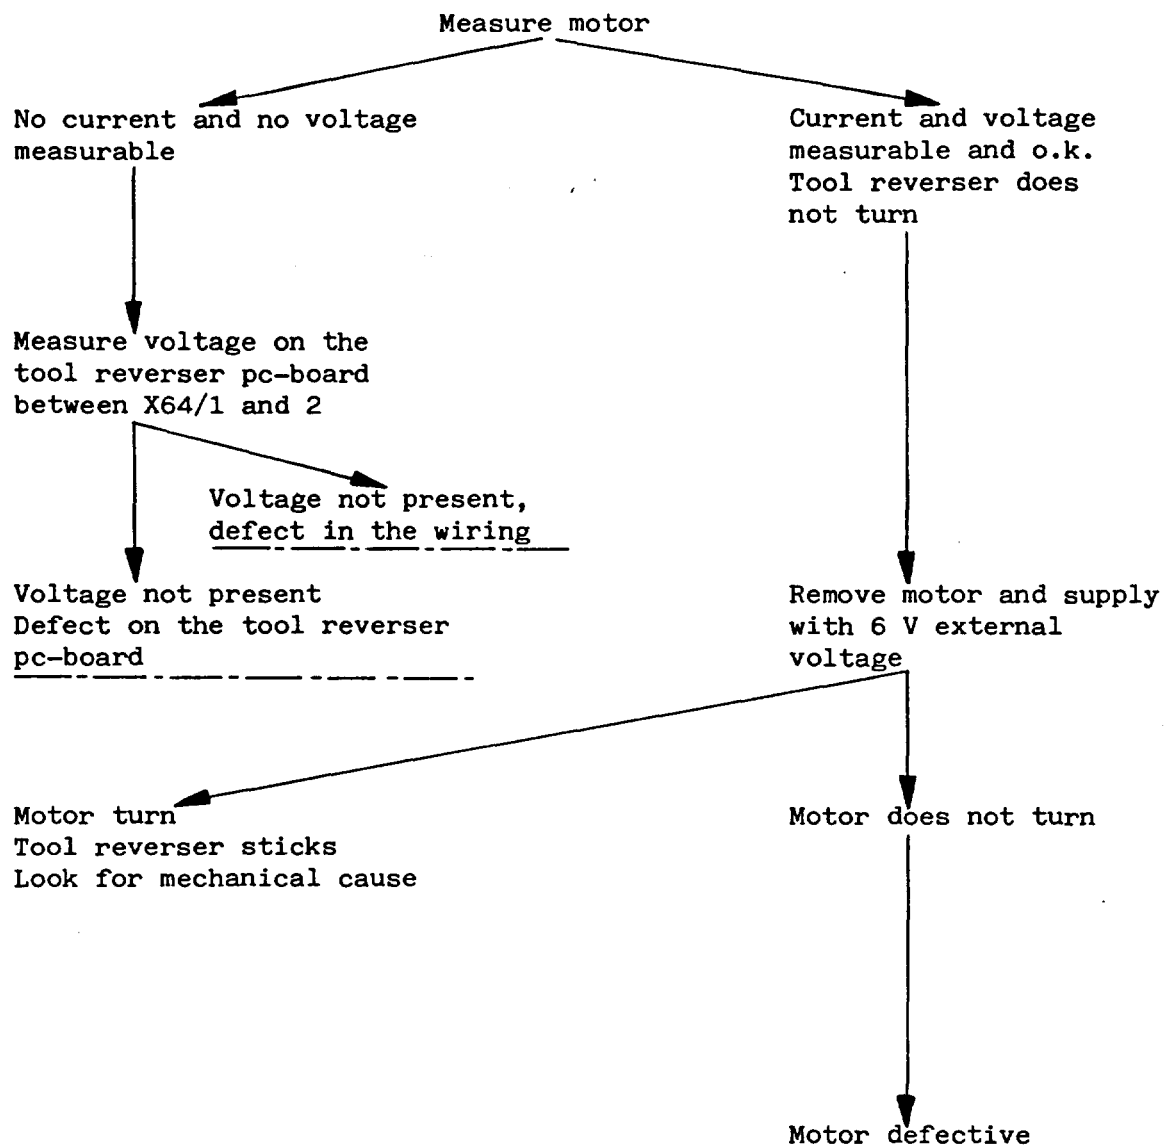 Measure motor
No current and no voltage
measurable
Current and voltage
measurable and o.k.
Tool reverser does
not turn
Measure voltage on the
tool reverser pc-board
between X64/1 and 2
Voltage not present,
defect in the wiring
Voltage not present
Defect on the tool reverser
pc-board
Remove motor and supply
with 6 V external
voltage
Motor turn
Tool reverser sticks
Look for mechanical cause
Motor does not turn
Motor defective